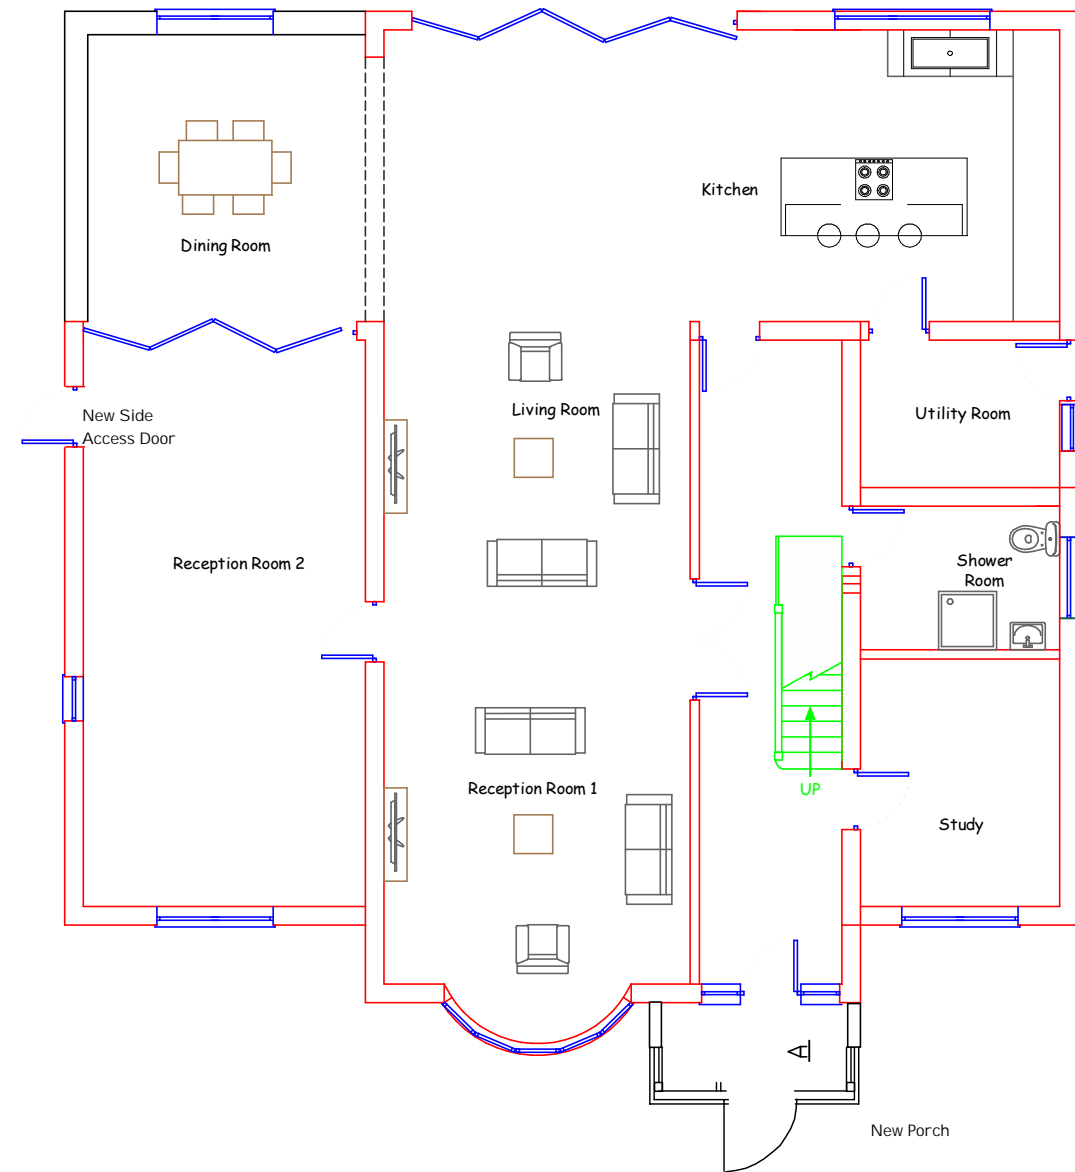 Kitchen
Dining Room
Living Room
New Side
Access Door
Utility Room
Reception Room 2
Shower
Room
Reception Room 1
UP
Study
A
New Porch